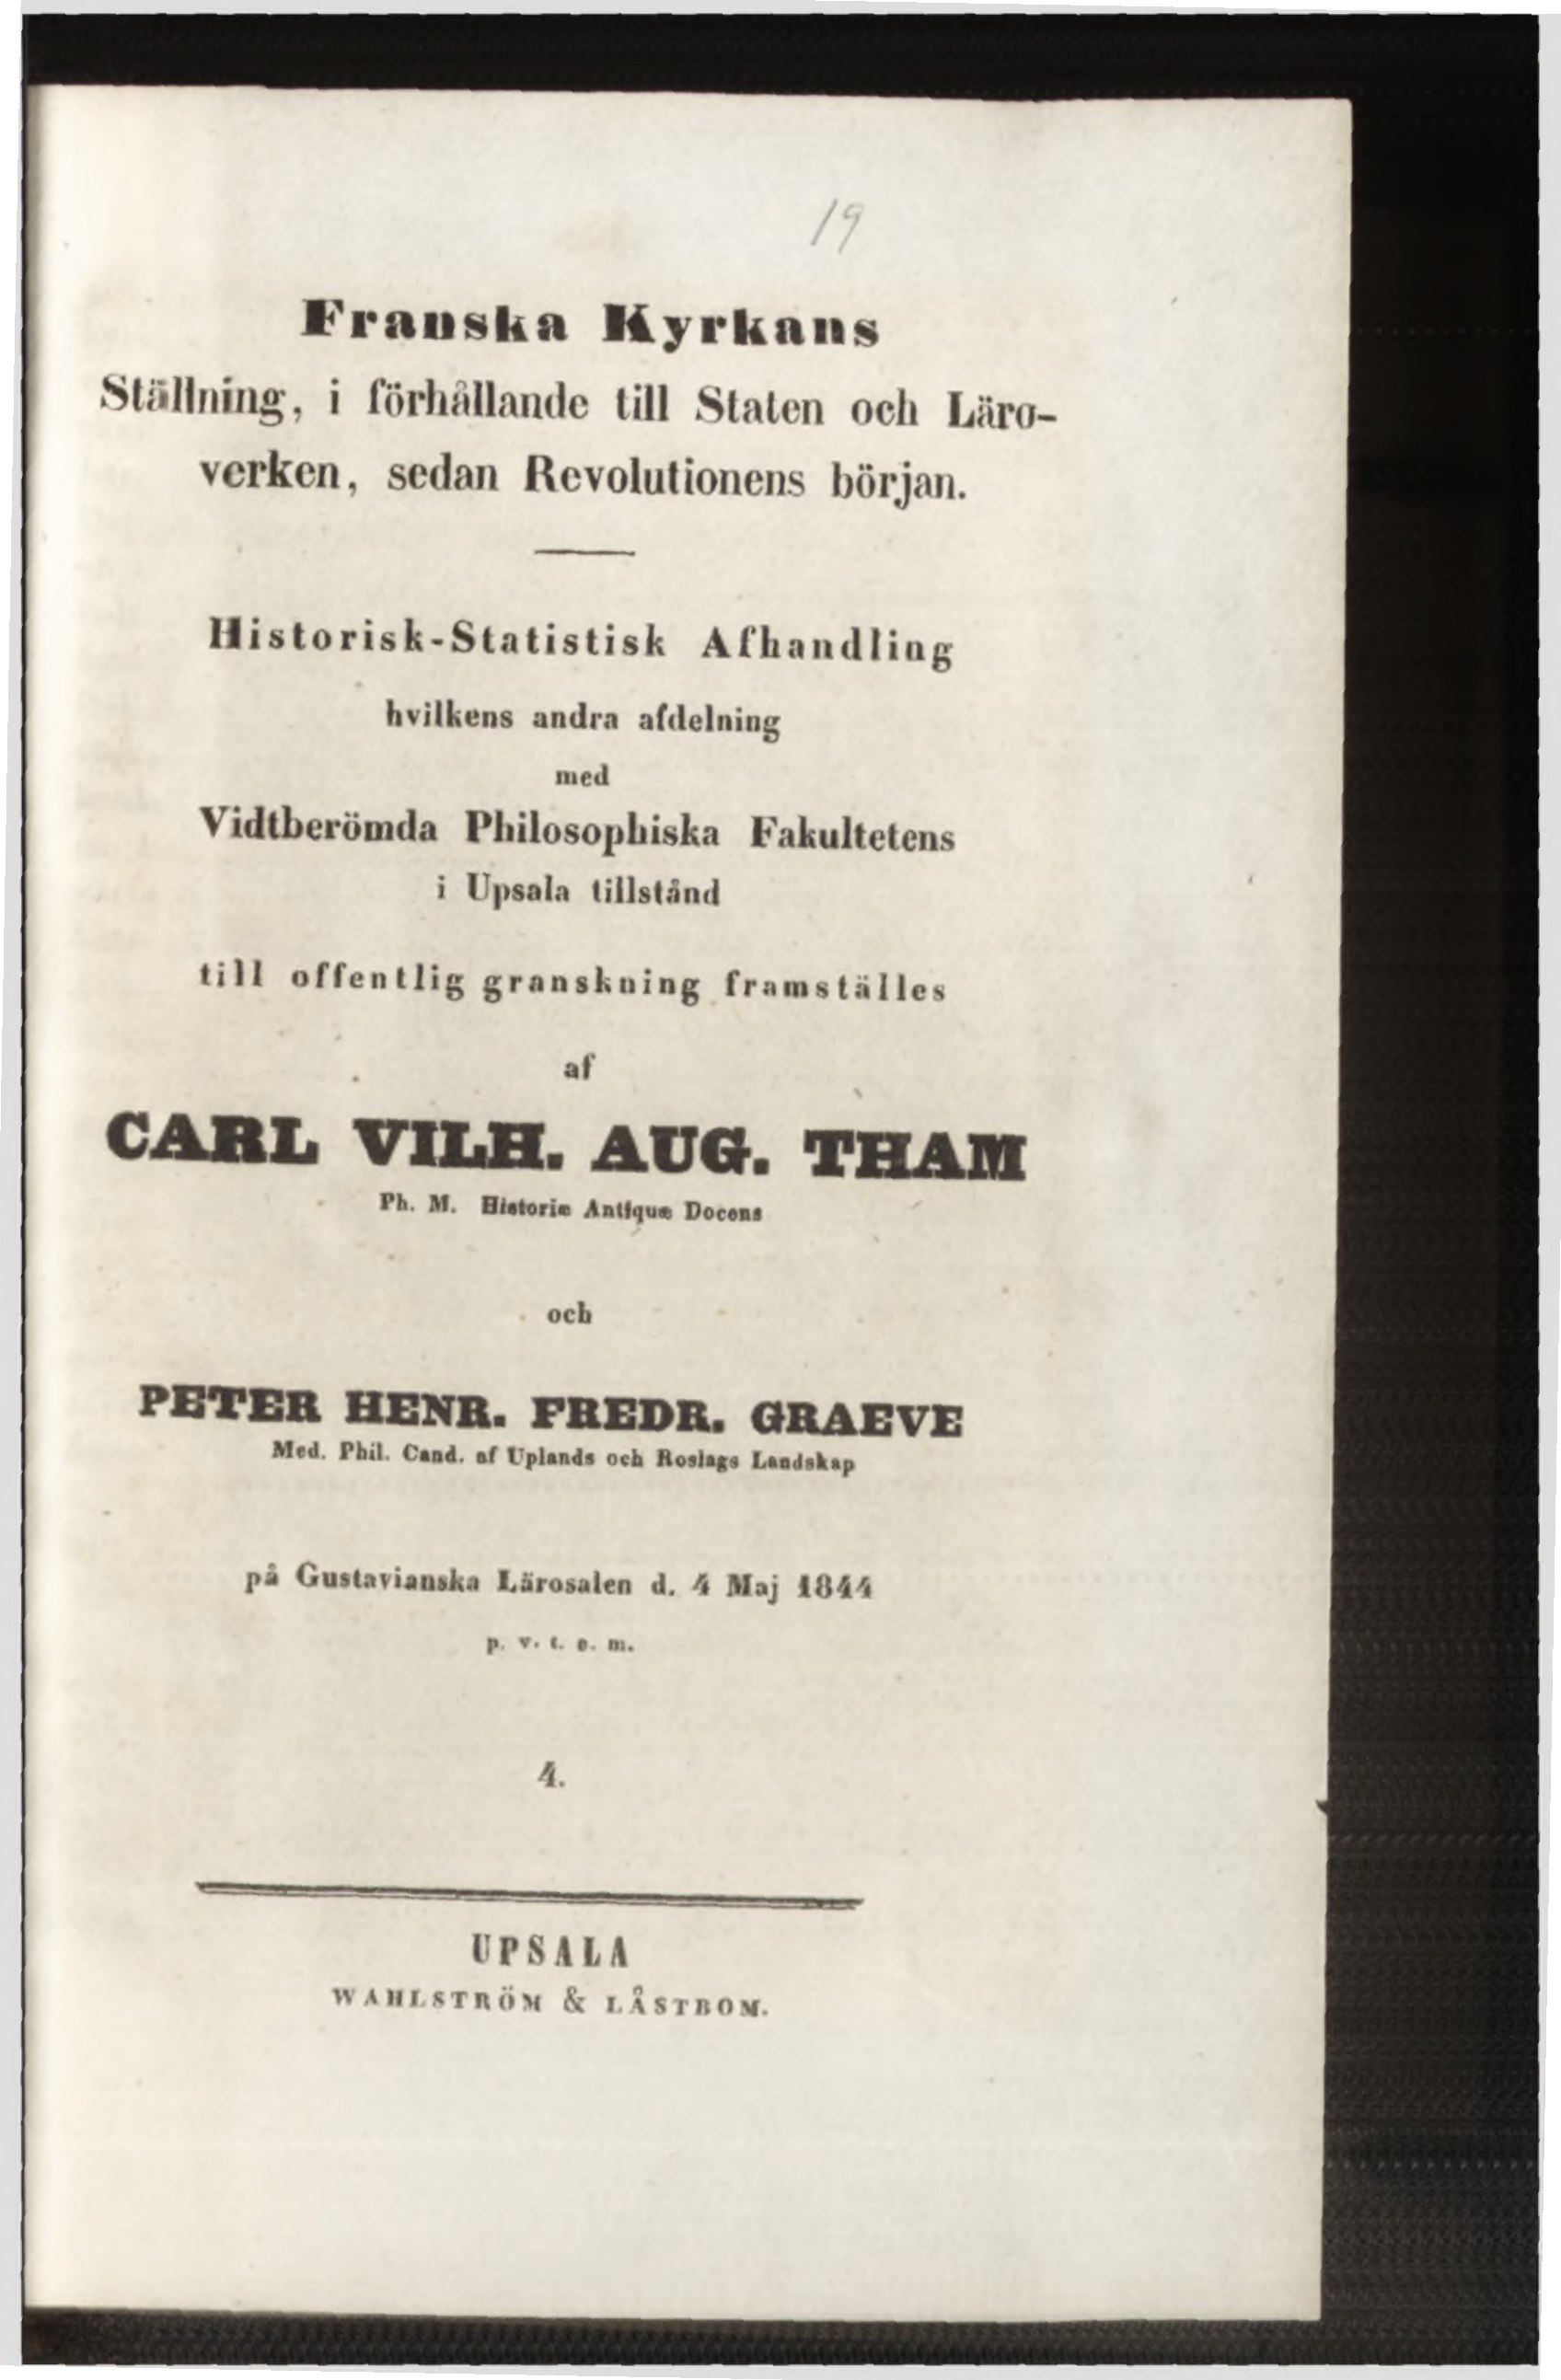 19
Franska Kyrkans
Ställning, i förhållande till Staten och Läro-
verken, sedan Revolutionens början.
Historisk-Statistisk Afhandling
hvilkens andra afdelning
med
Vidtberömda Philosophiska Fakultetens
i Upsala tillstånd
till offentlig granskning framställes
af
CARL VILH. AUG. THAM
Ph. M. Historiæ Antiquæ Docens
och
PETER HENR. FREDR. GRAEVE
Med. Phil. Cand. af Uplands och Roslags Landskap
på Gustavianska Lärosalen d. 4 Maj 1844
p. v. t. e. m.
4.
UPSALA
WAHLSTRÖM & LÅSTBOM.